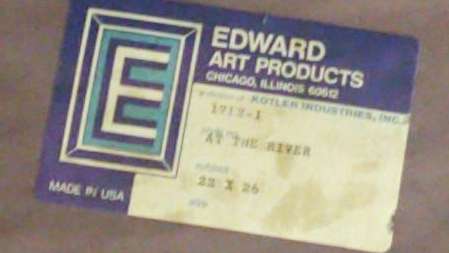 E
EDWARD
ART PRODUCTS
CHICAGO, ILLINOIS 60612
KOTLER INDUSTRIES, INC.
1712-1
AT THE RIVER
22 X 26
MADE IN USA